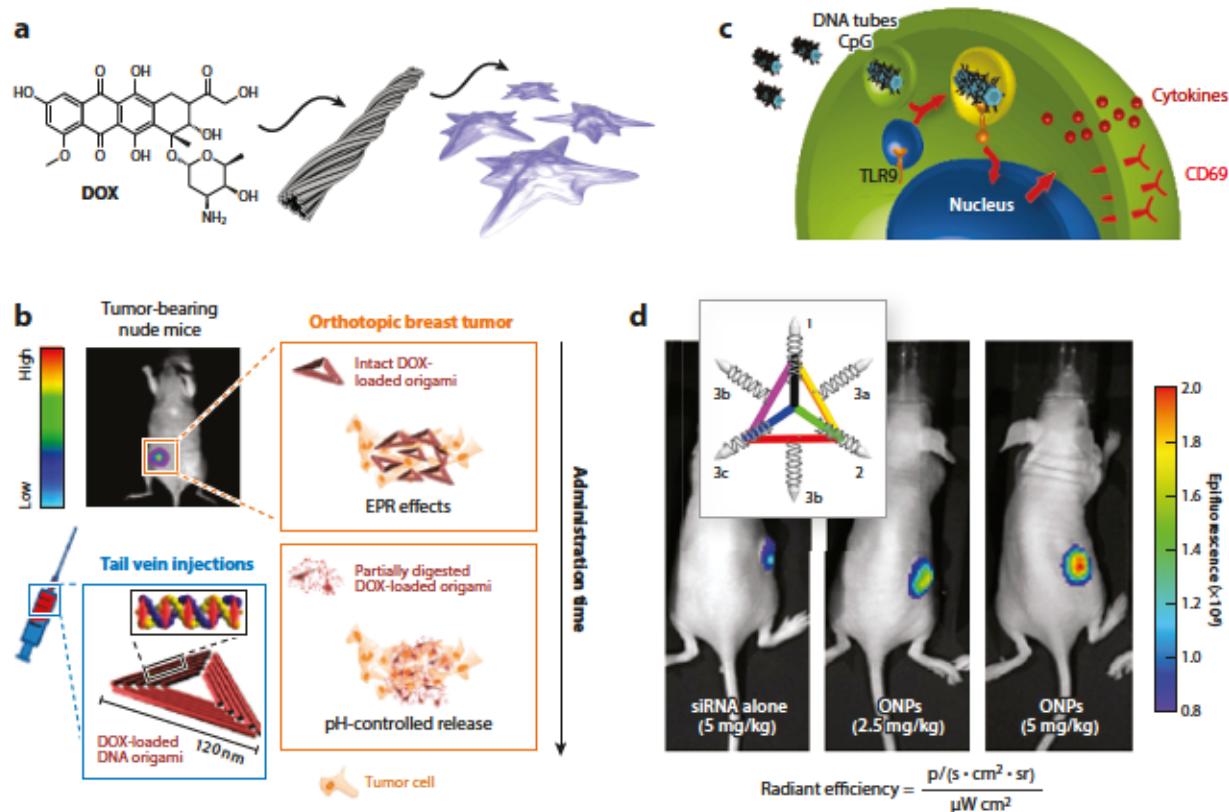 a
O
OH
O
OH
HO
OH
OH
O
O
OH
Me
O
O
Me
OH
NH2
DOX
b
Tumor-bearing
nude mice
High
Low
Orthotopic breast tumor
Intact DOX-
loaded origami
EPR effects
Partially digested
DOX-loaded origami
pH-controlled release
Administration time
Tail vein injections
120 nm
DOX-loaded
DNA origami
Tumor cell
c
DNA tubes
CpG
TLR9
Nucleus
Cytokines
CD69
d
1
3b
3a
3c
2
3b
siRNA alone
(5 mg/kg)
ONPs
(2.5 mg/kg)
ONPs
(5 mg/kg)
2.0
1.8
1.6
1.4
1.2
1.0
0.8
Epifluorescence (×10⁸)
Radiant efficiency = p/(s · cm² · sr)
µW cm²